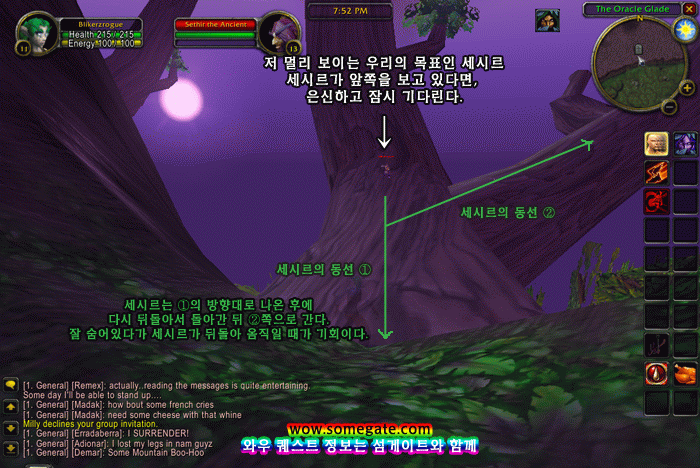 7:52 PM
The Oracle Glade
Blikerzrogue
Health 215 / 215
Energy 100 / 100
11
Sethir the Ancient
13
저 멀리 보이는 우리의 목표인 세시르
세시르가 앞쪽을 보고 있다면,
은신하고 잠시 기다린다.
세시르의 동선 ②
세시르의 동선 ①
세시르는 ①의 방향대로 나온 후에
다시 뒤돌아서 돌아간 뒤 ②쪽으로 간다.
잘 숨어있다가 세시르가 뒤돌아 움직일 때가 기회이다.
[1. General] [Remex]: actually..reading the messages is quite entertaining.
Some day I'll be able to stand up....
[1. General] [Madak]: how bout some french cries
[1. General] [Madak]: need some cheese with that whine
Milly declines your group invitation.
[1. General] [Erradaberra]: I SURRENDER!
[1. General] [Adionar]: I lost my legs in nam guyz
[1. General] [Demar]: Some Mountain Boo-Hoo
www.somegate.com
와우 퀘스트 정보는 섬게이트와 함께